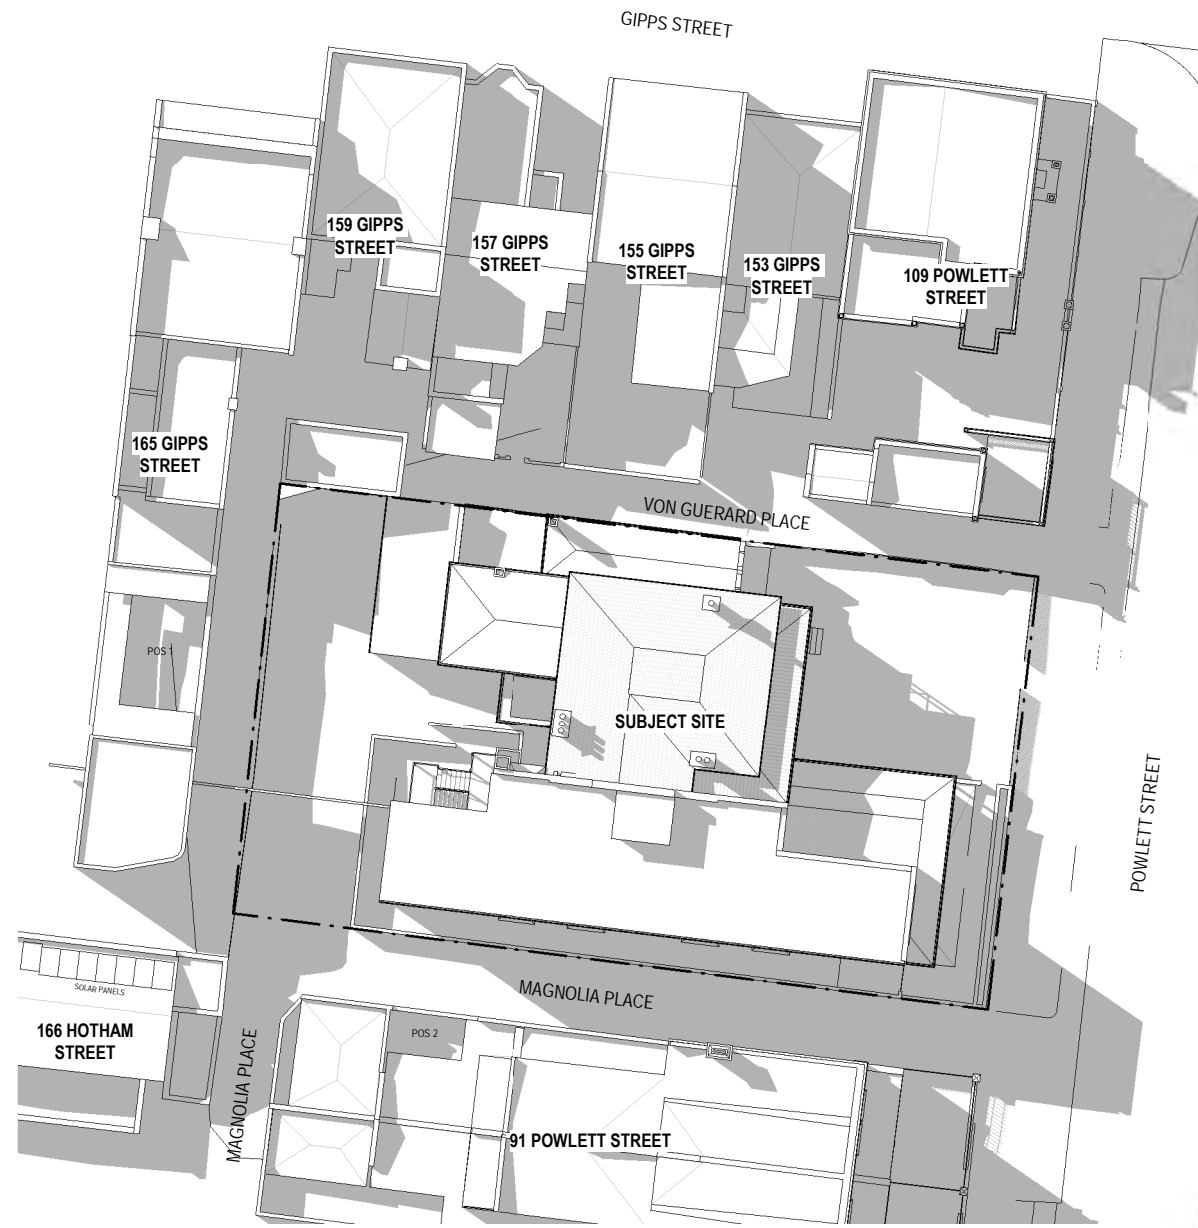 GIPPS STREET
159 GIPPS
STREET
157 GIPPS
STREET
155 GIPPS
STREET
153 GIPPS
STREET
109 POWLETT
STREET
165 GIPPS
STREET
VON GUERARD PLACE
POS 1
SUBJECT SITE
POWLETT STREET
SOLAR PANELS
MAGNOLIA PLACE
166 HOTHAM
STREET
POS 2
MAGNOLIA PLACE
91 POWLETT STREET